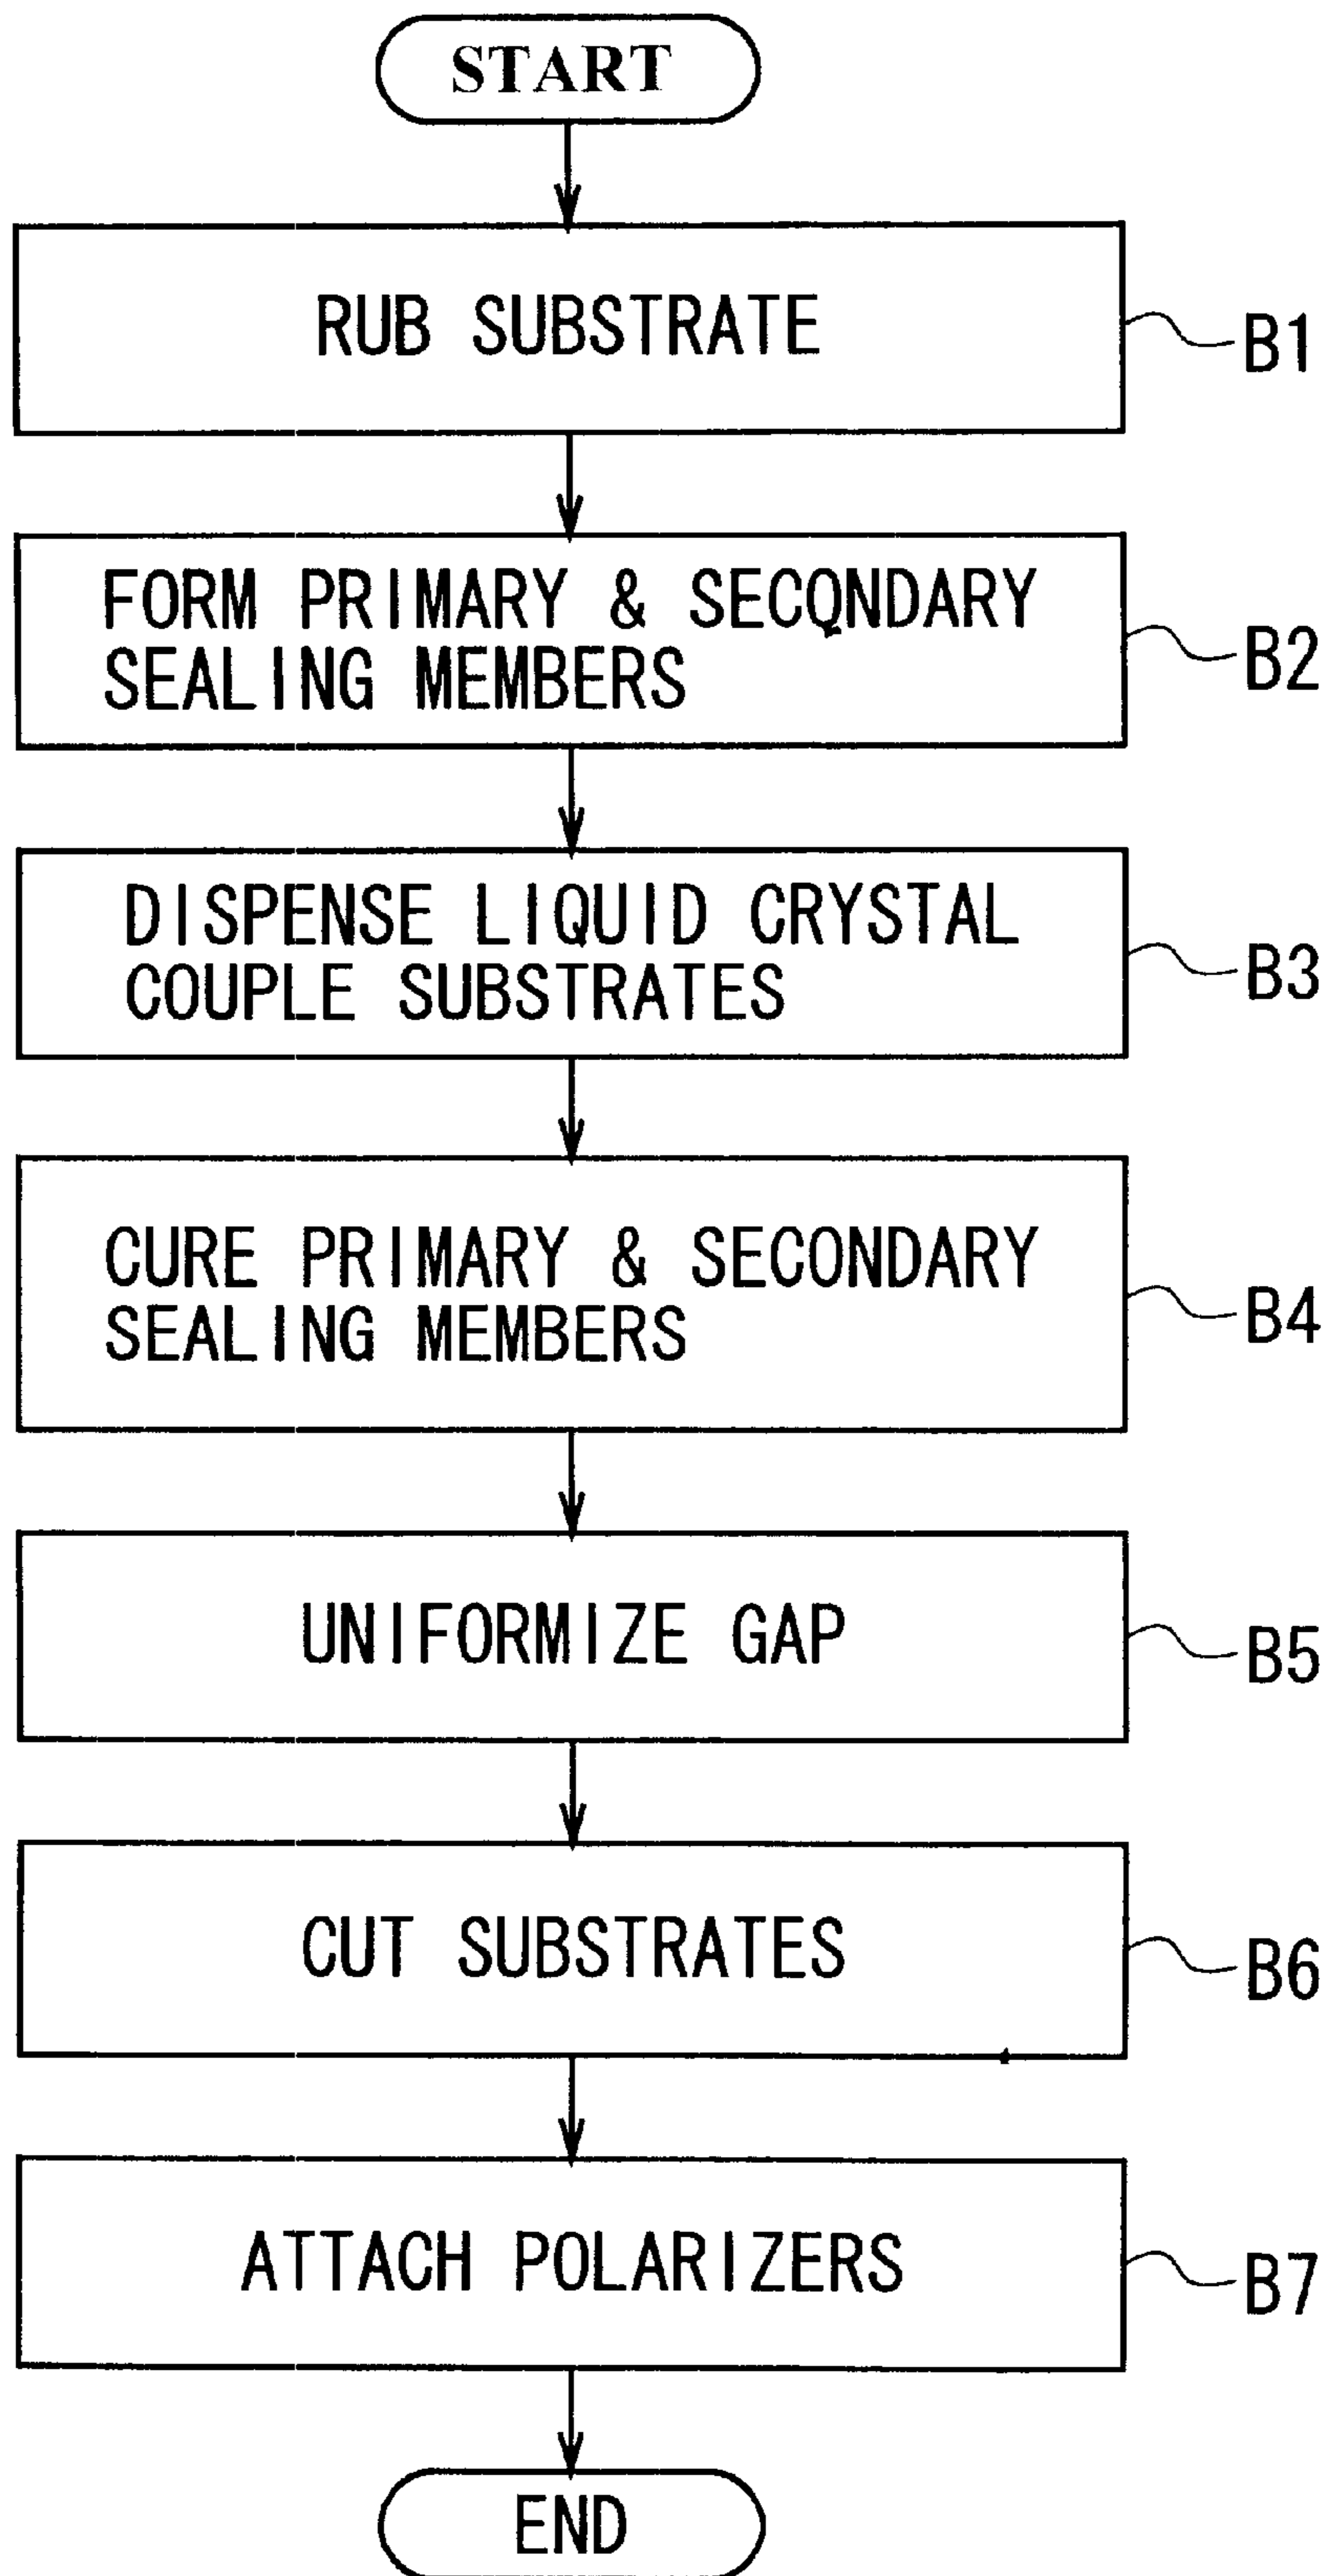 START
RUB SUBSTRATE
B1
FORM PRIMARY & SECONDARY
SEALING MEMBERS
B2
DISPENSE LIQUID CRYSTAL
COUPLE SUBSTRATES
B3
CURE PRIMARY & SECONDARY
SEALING MEMBERS
B4
UNIFORMIZE GAP
B5
CUT SUBSTRATES
B6
ATTACH POLARIZERS
B7
END